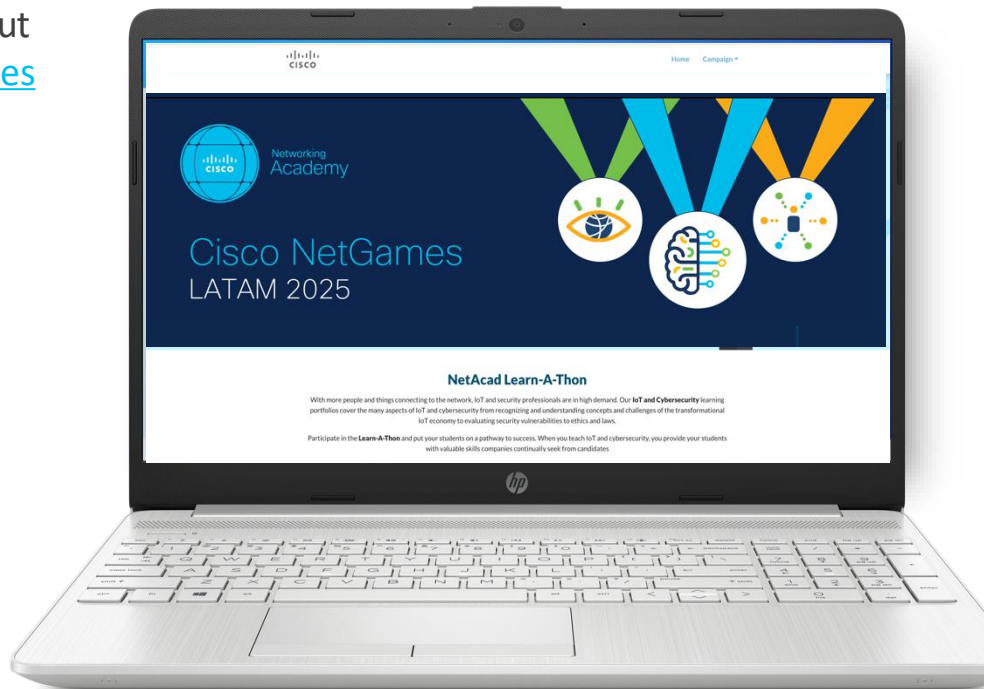 ut
es
CISCO
Home Campaign
CISCO
Networking
Academy
Cisco NetGames
LATAM 2025
NetAcad Learn-A-Thon
With more people and things connecting to the network, IoT and security professionals are in high demand. Our IoT and Cybersecurity learning
portfolios cover the many aspects of IoT and cybersecurity from recognizing and understanding concepts and challenges of the transformational
IoT economy to evaluating security vulnerabilities to ethics and laws.
Participate in the Learn-A-Thon and put your students on a pathway to success. When you teach IoT and cybersecurity, you provide your students
with valuable skills companies continually seek from candidates
hp